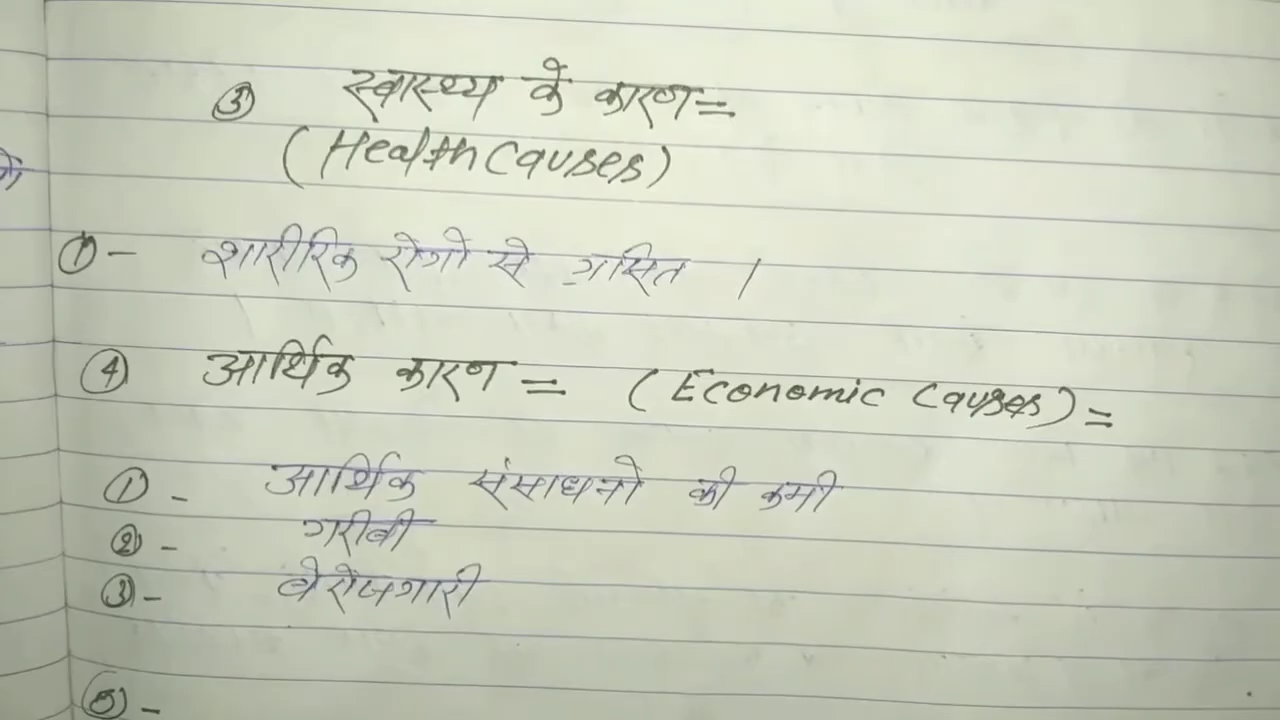 ③ स्वास्थ्य के कारण=
(Health Causes)
①- शारीरिक रोगो से ग्रसित ।
④ आर्थिक कारण = (Economic Causes) =
①- आर्थिक संसाधनो की कमी
②- गरीबी
③- बेरोजगारी
⑤-